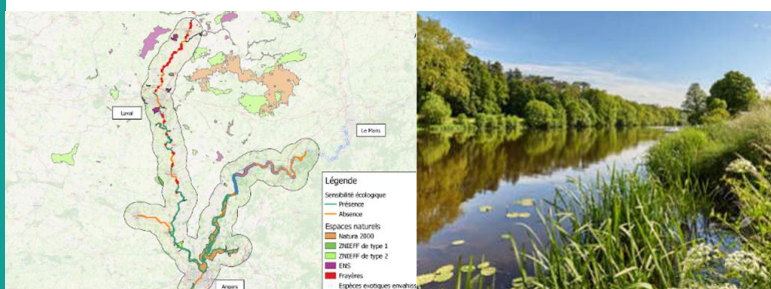 Laval
Le Mans
Légende
Sensibilité écologique
Présence
Absence
Espaces naturels
Natura 2000
ZNIEFF de type 1
ZNIEFF de type 2
ENS
Frayères
Espèces exotiques envahiss
Angers